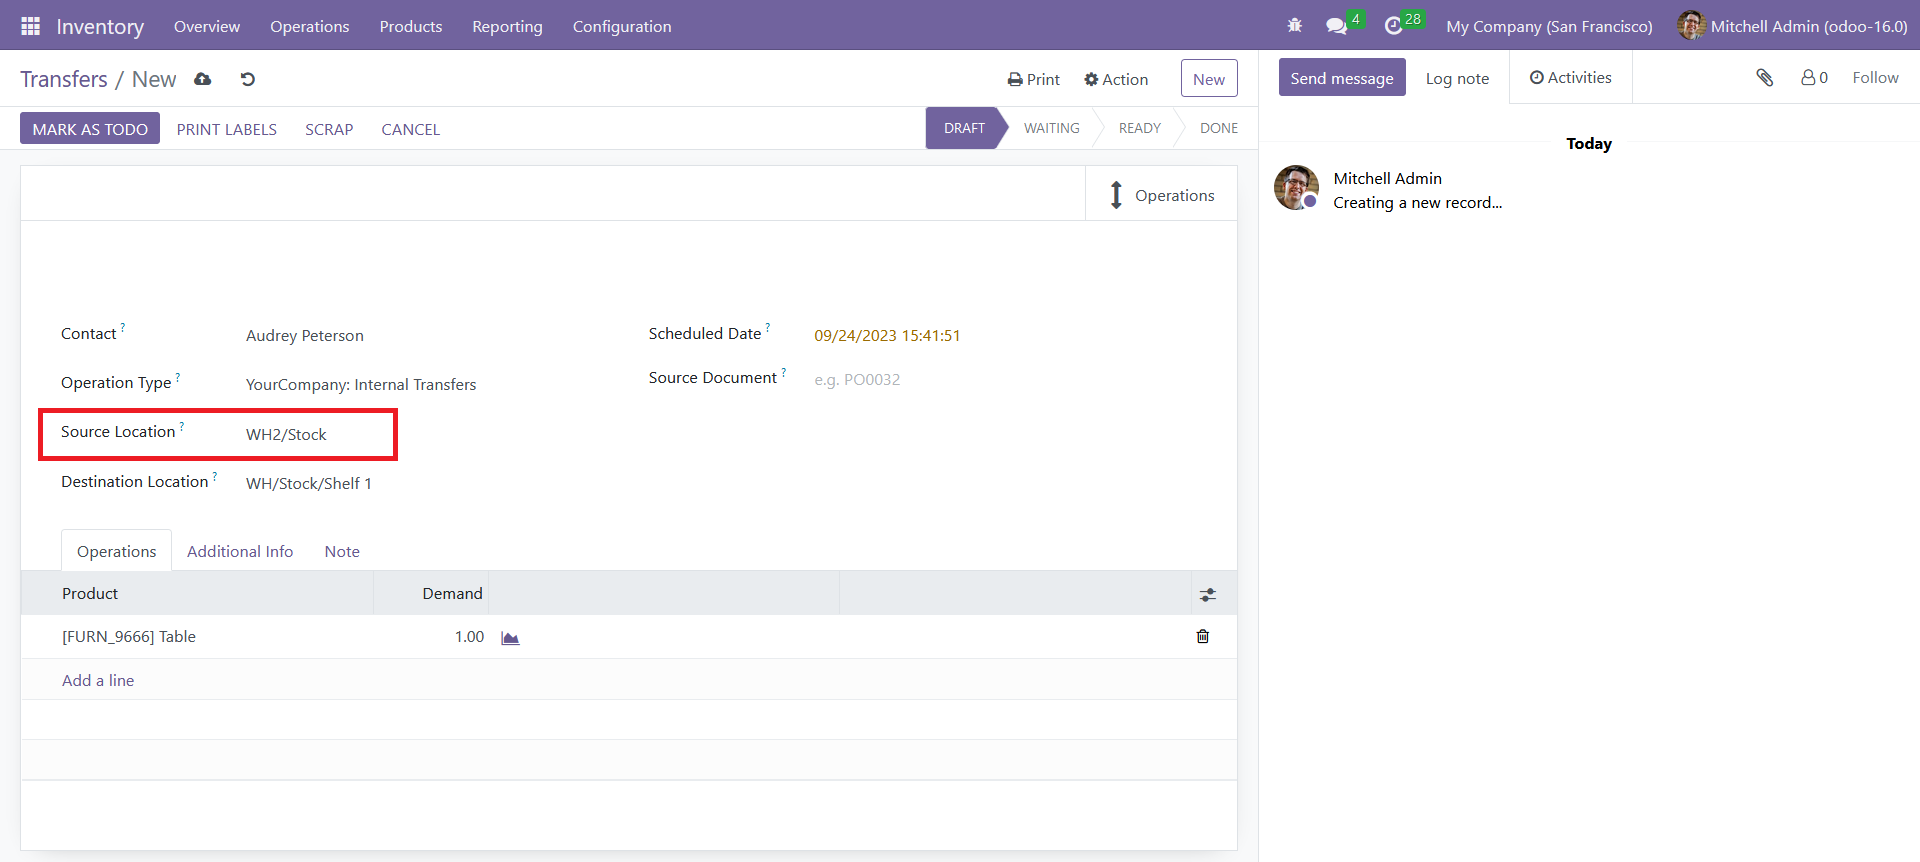 Inventory Overview Operations Products Reporting Configuration 4 28 My Company (San Francisco) Mitchell Admin (odoo-16.0)
Transfers / New Print Action New
MARK AS TODO PRINT LABELS SCRAP CANCEL DRAFT WAITING READY DONE
Operations
Contact ? Audrey Peterson Scheduled Date ? 09/24/2023 15:41:51
Operation Type ? YourCompany: Internal Transfers Source Document ? e.g. PO0032
Source Location ? WH2/Stock
Destination Location ? WH/Stock/Shelf 1
Operations Additional Info Note
Product Demand
[FURN_9666] Table 1.00
Add a line
Send message Log note Activities 0 Follow
Today
Mitchell Admin
Creating a new record...